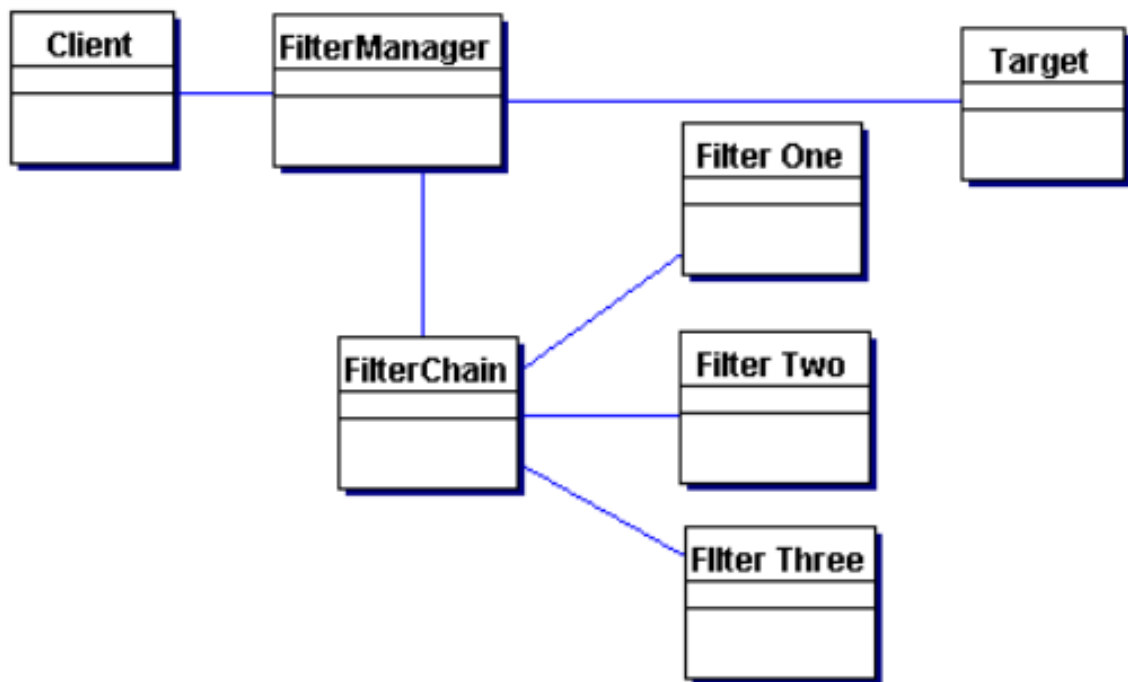 Client
FilterManager
Target
Filter One
FilterChain
Filter Two
FIlter Three